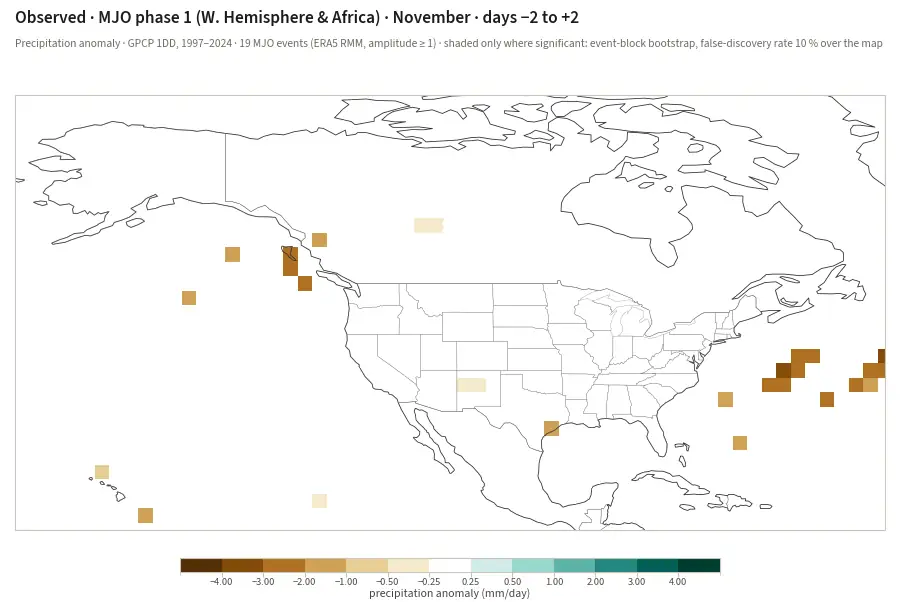 Observed · MJO phase 1 (W. Hemisphere & Africa) · November · days −2 to +2
Precipitation anomaly · GPCP 1DD, 1997–2024 · 19 MJO events (ERA5 RMM, amplitude ≥ 1) · shaded only where significant: event-block bootstrap, false-discovery rate 10 % over the map
−4.00 −3.00 −2.00 −1.00 −0.50 −0.25 0.25 0.50 1.00 2.00 3.00 4.00
precipitation anomaly (mm/day)